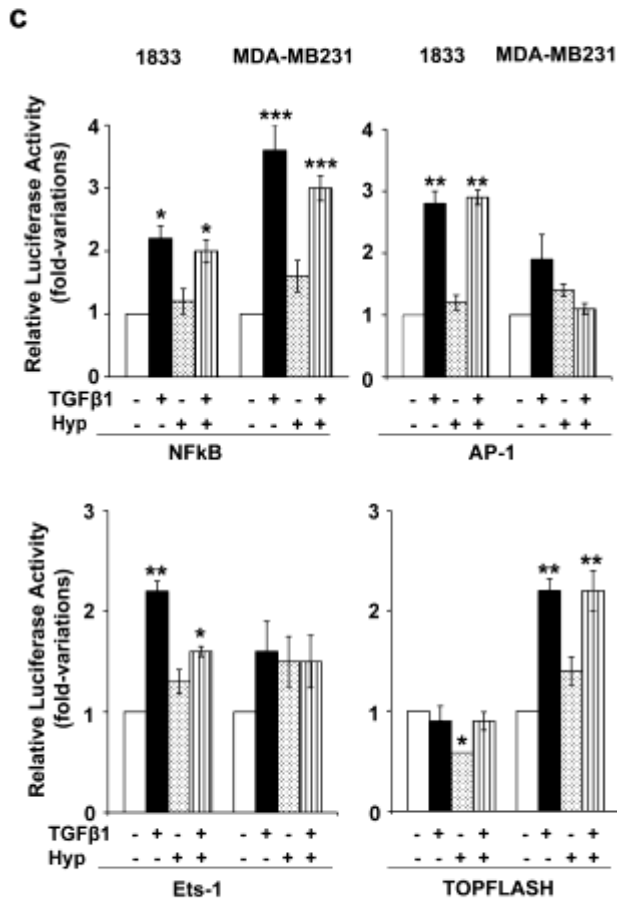 C
1833 MDA-MB231 1833 MDA-MB231
Relative Luciferase Activity
(fold-variations)
4
3
2
1
0
* * *** ***
4
3
2
1
0
** **
TGFβ1 - + - + - + - + - + - + - + - +
Hyp - - + + - - + + - - + + - - + +
NFkB AP-1
Relative Luciferase Activity
(fold-variations)
3
2
1
0
** *
3
2
1
0
* ** **
TGFβ1 - + - + - + - + - + - + - + - +
Hyp - - + + - - + + - - + + - - + +
Ets-1 TOPFLASH